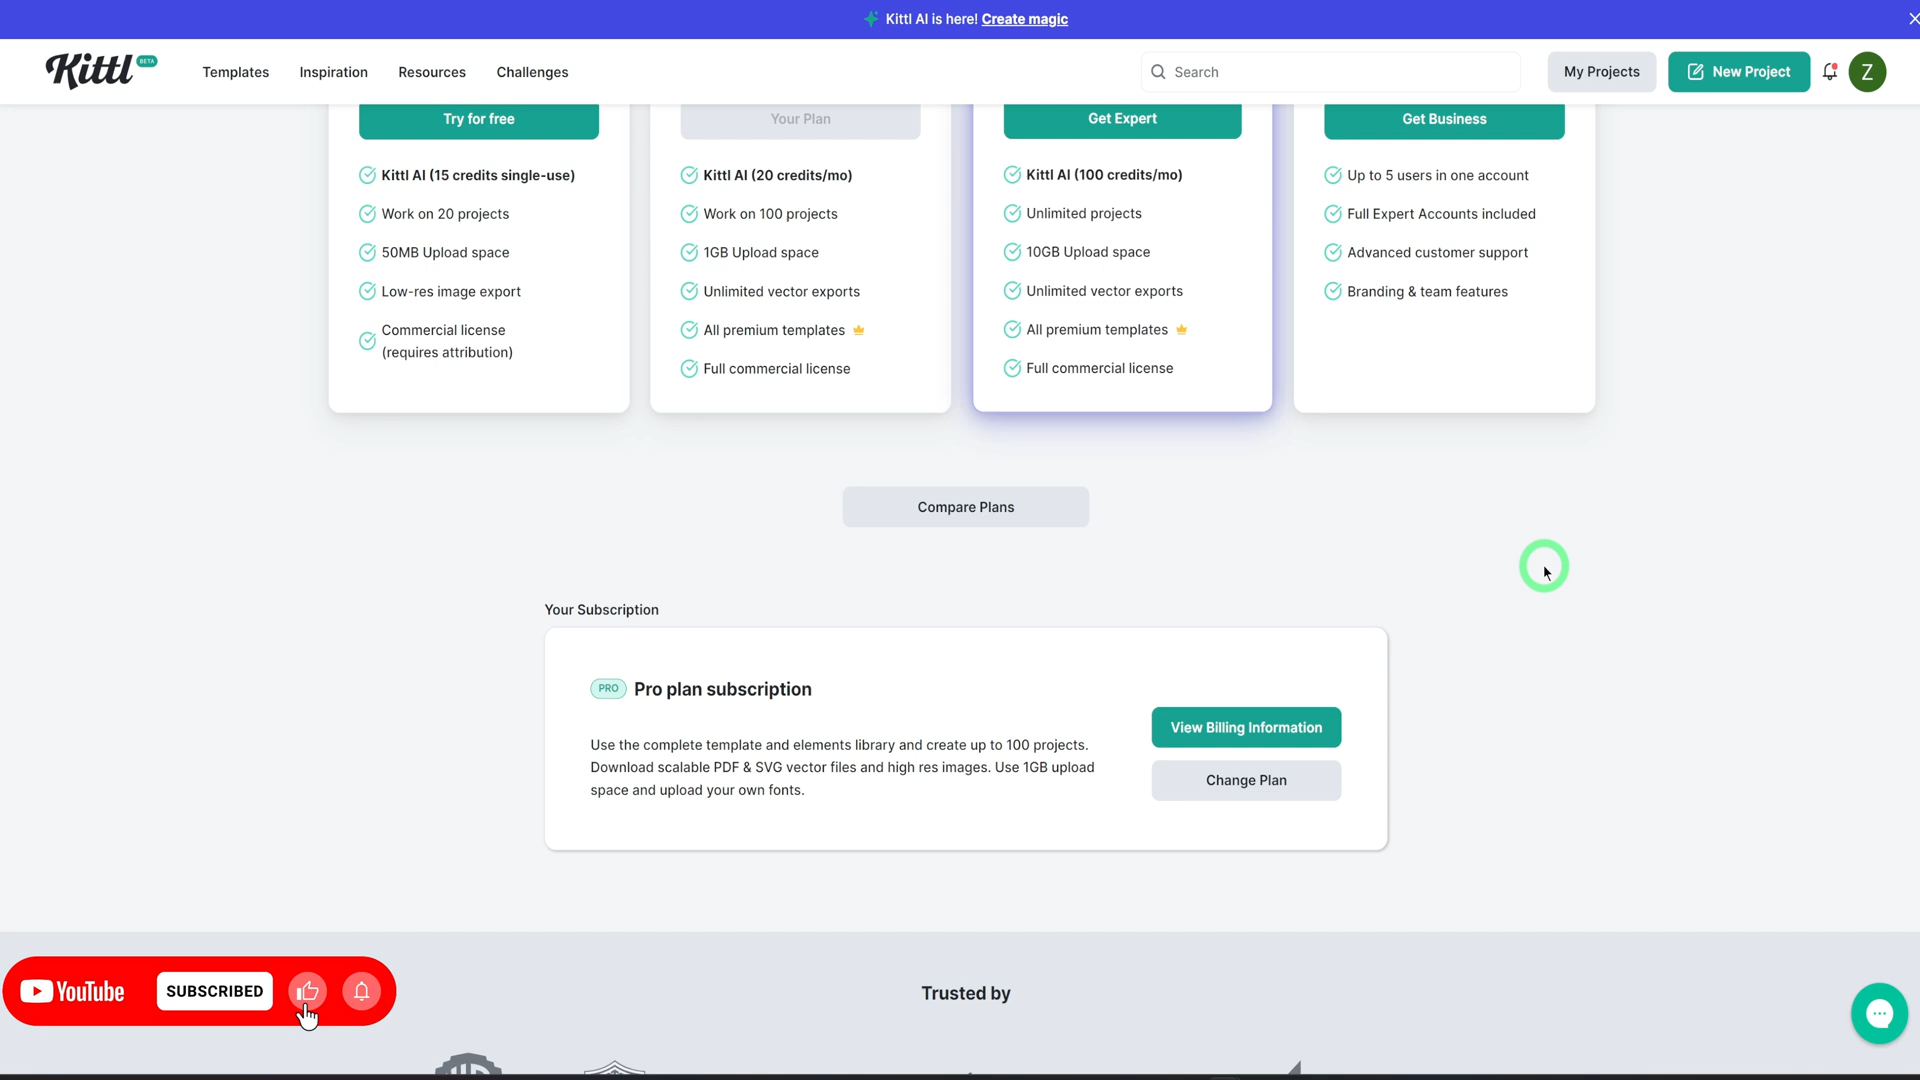 Kittl AI is here! Create magic
Kittl BETA
Templates
Inspiration
Resources
Challenges
Search
My Projects
New Project
Z
Try for free
Kittl AI (15 credits single-use)
Work on 20 projects
50MB Upload space
Low-res image export
Commercial license
(requires attribution)
Your Plan
Kittl AI (20 credits/mo)
Work on 100 projects
1GB Upload space
Unlimited vector exports
All premium templates
Full commercial license
Get Expert
Kittl AI (100 credits/mo)
Unlimited projects
10GB Upload space
Unlimited vector exports
All premium templates
Full commercial license
Get Business
Up to 5 users in one account
Full Expert Accounts included
Advanced customer support
Branding & team features
Compare Plans
Your Subscription
PRO Pro plan subscription
Use the complete template and elements library and create up to 100 projects.
Download scalable PDF & SVG vector files and high res images. Use 1GB upload
space and upload your own fonts.
View Billing Information
Change Plan
YouTube
SUBSCRIBED
Trusted by